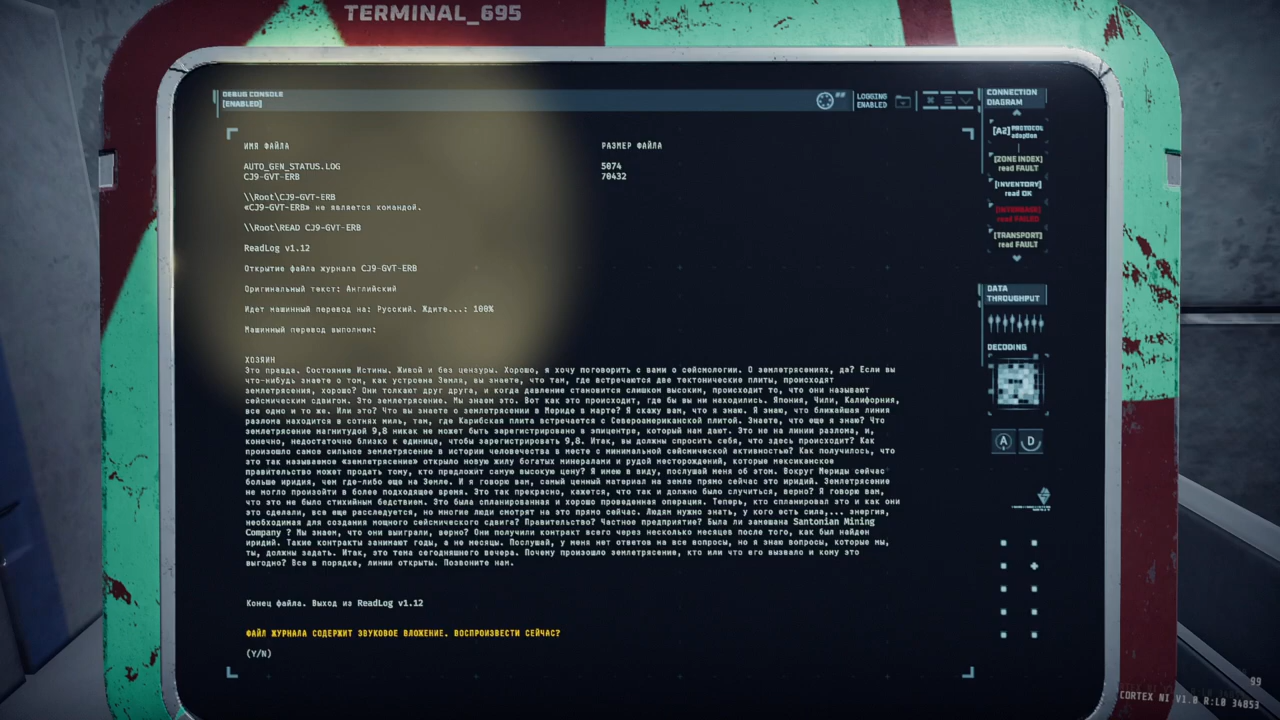 TERMINAL_695
DEBUG CONSOLE
[ENABLED]
LOGGING
ENABLED
ИМЯ ФАЙЛА РАЗМЕР ФАЙЛА
AUTO_GEN_STATUS.LOG 5074
CJ9-GVT-ERB 70432
\\Root\CJ9-GVT-ERB
«CJ9-GVT-ERB» не является командой.
\\Root\READ CJ9-GVT-ERB
ReadLog v1.12
Открытие файла журнала CJ9-GVT-ERB
Оригинальный текст: Английский
Идет машинный перевод на: Русский. Ждите...: 100%
Машинный перевод выполнен:
ХОЗЯИН
Это правда. Состояние Истины. Живой и без цензуры. Хорошо, я хочу поговорить с вами о сейсмологии. О землетрясениях, да? Если вы
что-нибудь знаете о том, как устроена Земля, вы знаете, что там, где встречаются две тектонические плиты, происходят
землетрясения, хорошо? Они толкают друг друга, и когда давление становится слишком высоким, происходит то, что они называют
сейсмическим сдвигом. Это землетрясение. Мы знаем это. Вот как это происходит, где бы вы ни находились. Япония, Чили, Калифорния,
все одно и то же. Или это? Что вы знаете о землетрясении в Мериде в марте? Я скажу вам, что я знаю. Я знаю, что ближайшая линия
разлома находится в сотнях миль, там, где Карибская плита встречается с Североамериканской плитой. Знаете, что еще я знаю? Что
землетрясение магнитудой 9,8 никак не может быть зарегистрировано в эпицентре, который нам дают. Это не на линии разлома, и,
конечно, недостаточно близко к единице, чтобы зарегистрировать 9,8. Итак, вы должны спросить себя, что здесь происходит? Как
произошло самое сильное землетрясение в истории человечества в месте с минимальной сейсмической активностью? Как получилось, что
это так называемое «землетрясение» открыло новую жилу богатых минералами и рудой месторождений, которые мексиканское
правительство может продать тому, кто предложит самую высокую цену? Я имею в виду, послушай меня об этом. Вокруг Мериды сейчас
больше иридия, чем где-либо еще на Земле. И я говорю вам, самый ценный материал на земле прямо сейчас это иридий. Землетрясение
не могло произойти в более подходящее время. Это так прекрасно, кажется, что так и должно было случиться, верно? Я говорю вам,
что это не было стихийным бедствием. Это была спланированная и хорошо проведенная операция. Теперь, кто спланировал это и как они
это сделали, все еще расследуется, но многие люди смотрят на это прямо сейчас. Людям нужно знать, у кого есть сила,... энергия,
необходимая для создания мощного сейсмического сдвига? Правительство? Частное предприятие? Была ли замешана Santonian Mining
Company ? Мы знаем, что они выиграли, верно? Они получили контракт всего через несколько месяцев после того, как был найден
иридий. Такие контракты занимают годы, а не месяцы. Послушай, у меня нет ответов на все вопросы, но я знаю вопросы, которые мы,
ты, должны задать. Итак, это тема сегодняшнего вечера. Почему произошло землетрясение, кто или что его вызвало и кому это
выгодно? Все в порядке, линии открыты. Позвоните нам.
Конец файла. Выход из ReadLog v1.12
ФАЙЛ ЖУРНАЛА СОДЕРЖИТ ЗВУКОВОЕ ВЛОЖЕНИЕ. ВОСПРОИЗВЕСТИ СЕЙЧАС?
(Y/N)
CONNECTION
DIAGRAM
[A2] PROTOCOL
adaption
[ZONE INDEX]
read FAULT
[INVENTORY]
read OK
read FAILED
[TRANSPORT]
read FAULT
DATA
THROUGHPUT
DECODING
A D
99
CORTEX NI V1.0 R:L0 34853